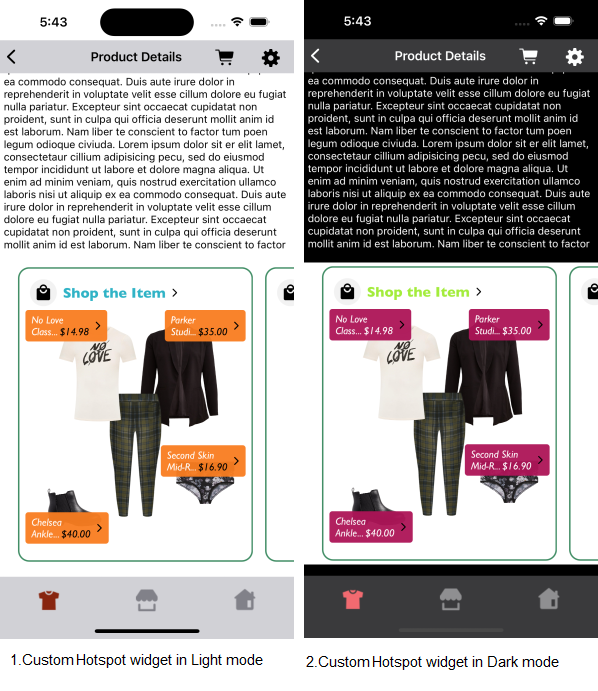 5:43
Product Details
ea commodo consequat. Duis aute irure dolor in
reprehenderit in voluptate velit esse cillum dolore eu fugiat
nulla pariatur. Excepteur sint occaecat cupidatat non
proident, sunt in culpa qui officia deserunt mollit anim id
est laborum. Nam liber te conscient to factor tum poen
legum odioque civiuda. Lorem ipsum dolor sit er elit lamet,
consectetaur cillium adipisicing pecu, sed do eiusmod
tempor incididunt ut labore et dolore magna aliqua. Ut
enim ad minim veniam, quis nostrud exercitation ullamco
laboris nisi ut aliquip ex ea commodo consequat. Duis aute
irure dolor in reprehenderit in voluptate velit esse cillum
dolore eu fugiat nulla pariatur. Excepteur sint occaecat
cupidatat non proident, sunt in culpa qui officia deserunt
mollit anim id est laborum. Nam liber te conscient to factor
Shop the Item
No Love
Class... $14.98
Parker
Studi... $35.00
NO
LOVE
Second Skin
Mid-R... $16.90
Chelsea
Ankle... $40.00
1.Custom Hotspot widget in Light mode
5:43
Product Details
ea commodo consequat. Duis aute irure dolor in
reprehenderit in voluptate velit esse cillum dolore eu fugiat
nulla pariatur. Excepteur sint occaecat cupidatat non
proident, sunt in culpa qui officia deserunt mollit anim id
est laborum. Nam liber te conscient to factor tum poen
legum odioque civiuda. Lorem ipsum dolor sit er elit lamet,
consectetaur cillium adipisicing pecu, sed do eiusmod
tempor incididunt ut labore et dolore magna aliqua. Ut
enim ad minim veniam, quis nostrud exercitation ullamco
laboris nisi ut aliquip ex ea commodo consequat. Duis aute
irure dolor in reprehenderit in voluptate velit esse cillum
dolore eu fugiat nulla pariatur. Excepteur sint occaecat
cupidatat non proident, sunt in culpa qui officia deserunt
mollit anim id est laborum. Nam liber te conscient to factor
Shop the Item
No Love
Class... $14.98
Parker
Studi... $35.00
NO
LOVE
Second Skin
Mid-R... $16.90
Chelsea
Ankle... $40.00
2.Custom Hotspot widget in Dark mode